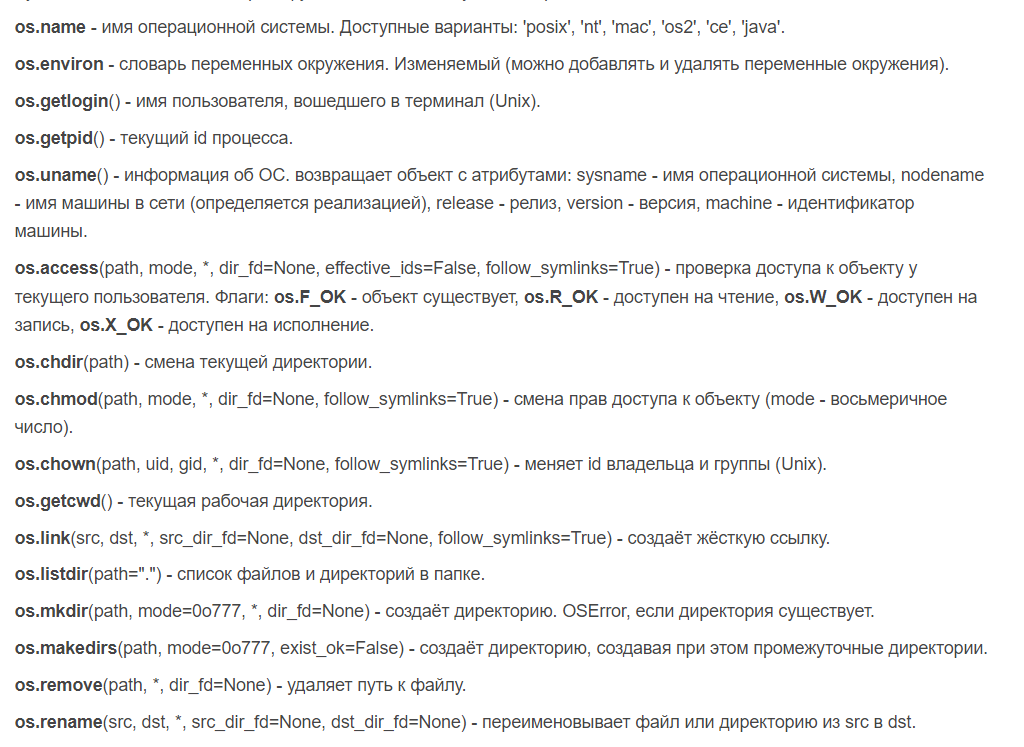 os.name - имя операционной системы. Доступные варианты: 'posix', 'nt', 'mac', 'os2', 'ce', 'java'.
os.environ - словарь переменных окружения. Изменяемый (можно добавлять и удалять переменные окружения).
os.getlogin() - имя пользователя, вошедшего в терминал (Unix).
os.getpid() - текущий id процесса.
os.uname() - информация об ОС. возвращает объект с атрибутами: sysname - имя операционной системы, nodename
- имя машины в сети (определяется реализацией), release - релиз, version - версия, machine - идентификатор
машины.
os.access(path, mode, *, dir_fd=None, effective_ids=False, follow_symlinks=True) - проверка доступа к объекту у
текущего пользователя. Флаги: os.F_OK - объект существует, os.R_OK - доступен на чтение, os.W_OK - доступен на
запись, os.X_OK - доступен на исполнение.
os.chdir(path) - смена текущей директории.
os.chmod(path, mode, *, dir_fd=None, follow_symlinks=True) - смена прав доступа к объекту (mode - восьмеричное
число).
os.chown(path, uid, gid, *, dir_fd=None, follow_symlinks=True) - меняет id владельца и группы (Unix).
os.getcwd() - текущая рабочая директория.
os.link(src, dst, *, src_dir_fd=None, dst_dir_fd=None, follow_symlinks=True) - создаёт жёсткую ссылку.
os.listdir(path=".") - список файлов и директорий в папке.
os.mkdir(path, mode=0o777, *, dir_fd=None) - создаёт директорию. OSError, если директория существует.
os.makedirs(path, mode=0o777, exist_ok=False) - создаёт директорию, создавая при этом промежуточные директории.
os.remove(path, *, dir_fd=None) - удаляет путь к файлу.
os.rename(src, dst, *, src_dir_fd=None, dst_dir_fd=None) - переименовывает файл или директорию из src в dst.